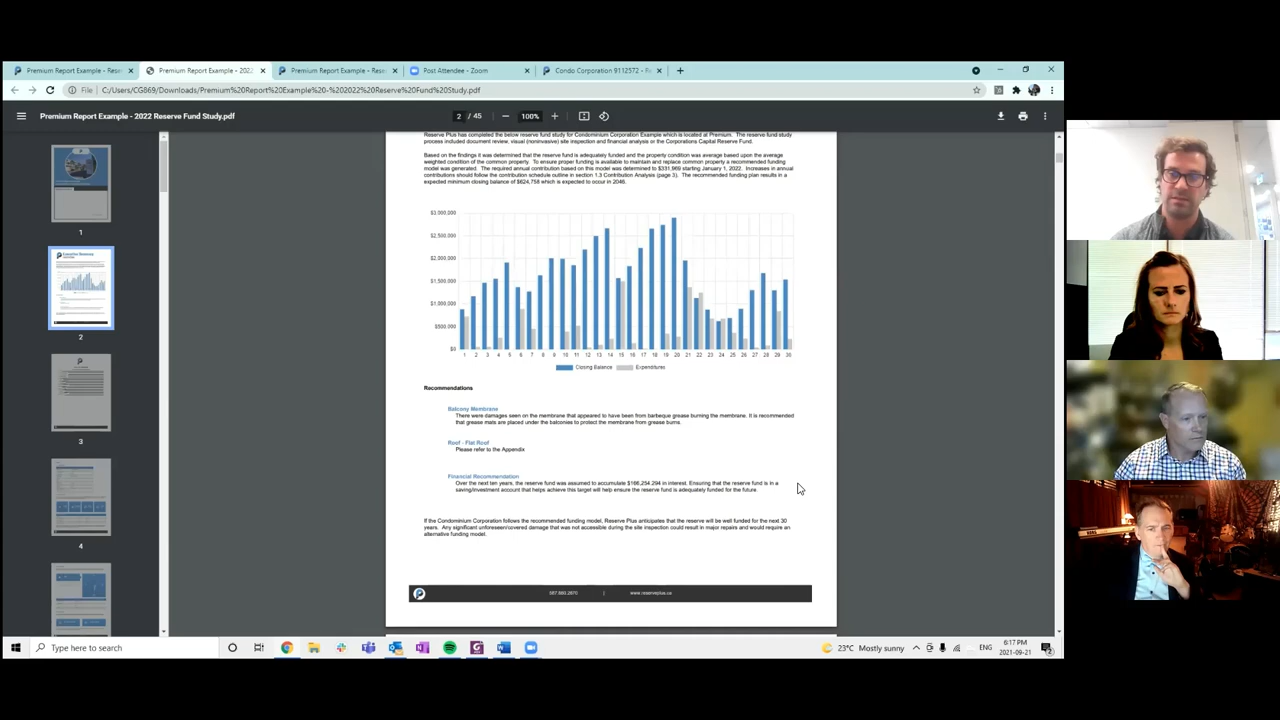 Premium Report Example - Rese
Premium Report Example - 202
Premium Report Example - Rese
Post Attendee - Zoom
Condo Corporation 9112572 - R
File
C:/Users/CG869/Downloads/Premium%20Report%20Example%20-%202022%20Reserve%20Fund%20Study.pdf
Premium Report Example - 2022 Reserve Fund Study.pdf
2 / 45
100%
1
2
3
4
Reserve Plus has completed the below reserve fund study for Condominium Corporation Example which is located at Premium. The reserve fund study
process included document review, visual (noninvasive) site inspection and financial analysis or the Corporations Capital Reserve Fund.
Based on the findings it was determined that the reserve fund is adequately funded and the property condition was average based upon the average
weighted condition of the common property. To ensure proper funding is available to maintain and replace common property a recommended funding
model was generated. The required annual contribution based on this model was determined to $331,969 starting January 1, 2022. Increases in annual
contributions should follow the contribution schedule outline in section 1.3 Contribution Analysis (page 3). The recommended funding plan results in a
expected minimum closing balance of $624,758 which is expected to occur in 2046.
$3,000,000
$2,500,000
$2,000,000
$1,500,000
$1,000,000
$500,000
$0
1 2 3 4 5 6 7 8 9 10 11 12 13 14 15 16 17 18 19 20 21 22 23 24 25 26 27 28 29 30
Closing Balance Expenditures
Recommendations
Balcony Membrane
There were damages seen on the membrane that appeared to have been from barbeque grease burning the membrane. It is recommended
that grease mats are placed under the balconies to protect the membrane from grease burns.
Roof - Flat Roof
Please refer to the Appendix
Financial Recommendation
Over the next ten years, the reserve fund was assumed to accumulate $166,254.294 in interest. Ensuring that the reserve fund is in a
saving/investment account that helps achieve this target will help ensure the reserve fund is adequately funded for the future.
If the Condominium Corporation follows the recommended funding model, Reserve Plus anticipates that the reserve will be well funded for the next 30
years. Any significant unforeseen/covered damage that was not accessible during the site inspection could result in major repairs and would require an
alternative funding model.
587.883.2870 | www.reserveplus.ca
Type here to search
23°C Mostly sunny
ENG
6:17 PM
2021-09-21
2